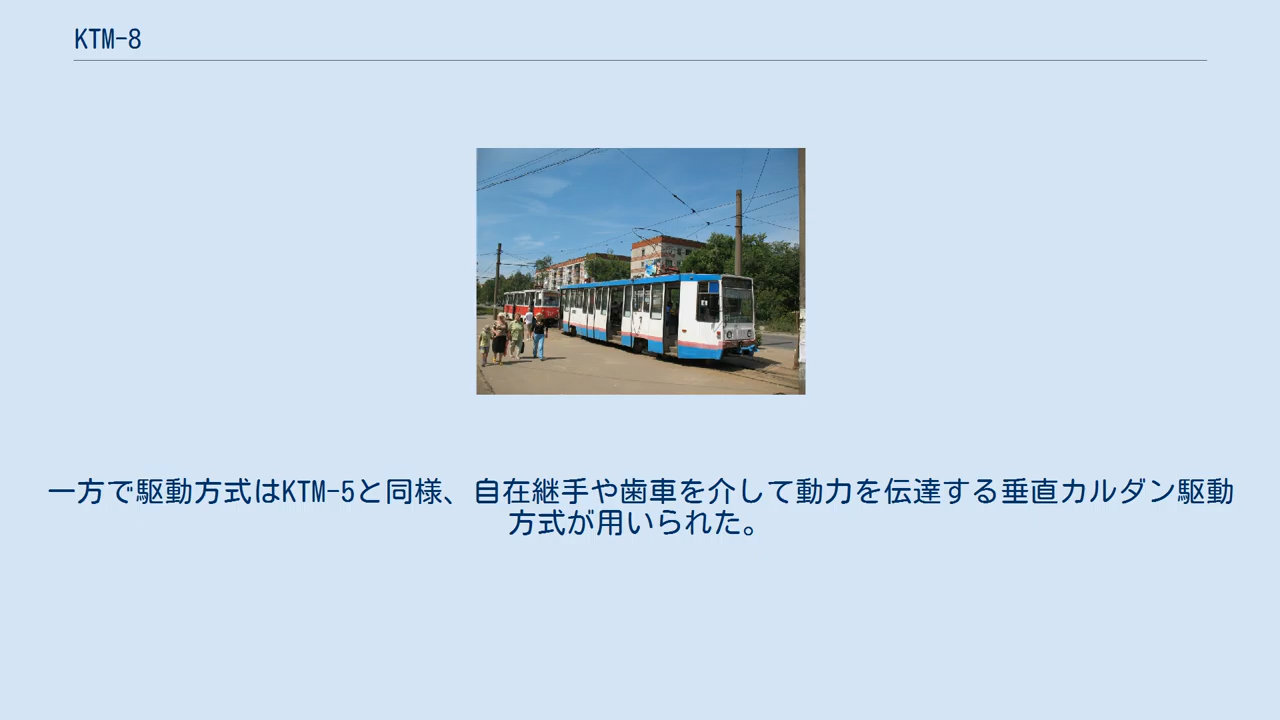 KTM-8
一方で駆動方式はKTM-5と同様、自在継手や歯車を介して動力を伝達する垂直カルダン駆動
方式が用いられた。